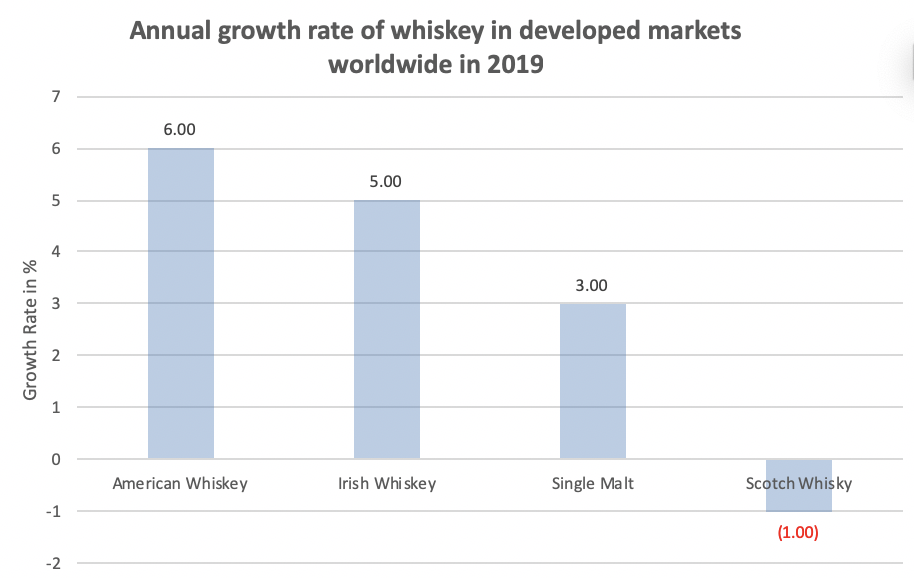 Annual growth rate of whiskey in developed markets
worldwide in 2019
Growth Rate in %
7
6
5
4
3
2
1
0
-1
-2
6.00
5.00
3.00
(1.00)
American Whiskey
Irish Whiskey
Single Malt
Scotch Whisky